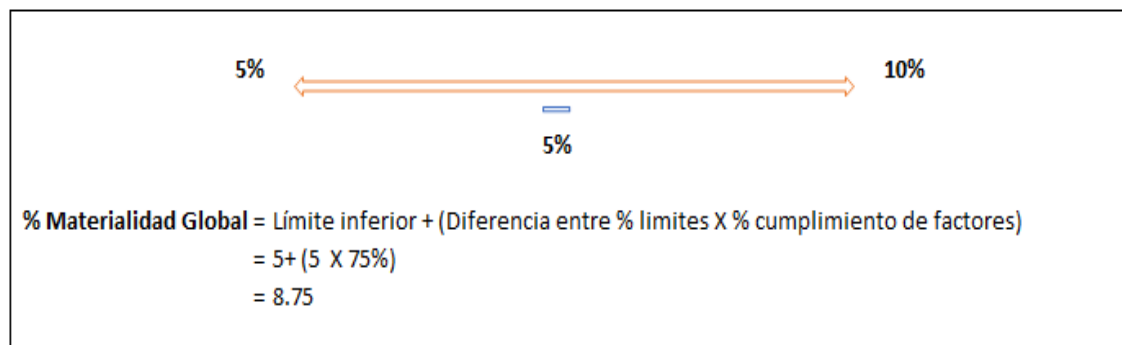 5% 10%
5%
% Materialidad Global = Límite inferior + (Diferencia entre % limites X % cumplimiento de factores)
= 5+ (5 X 75%)
= 8.75